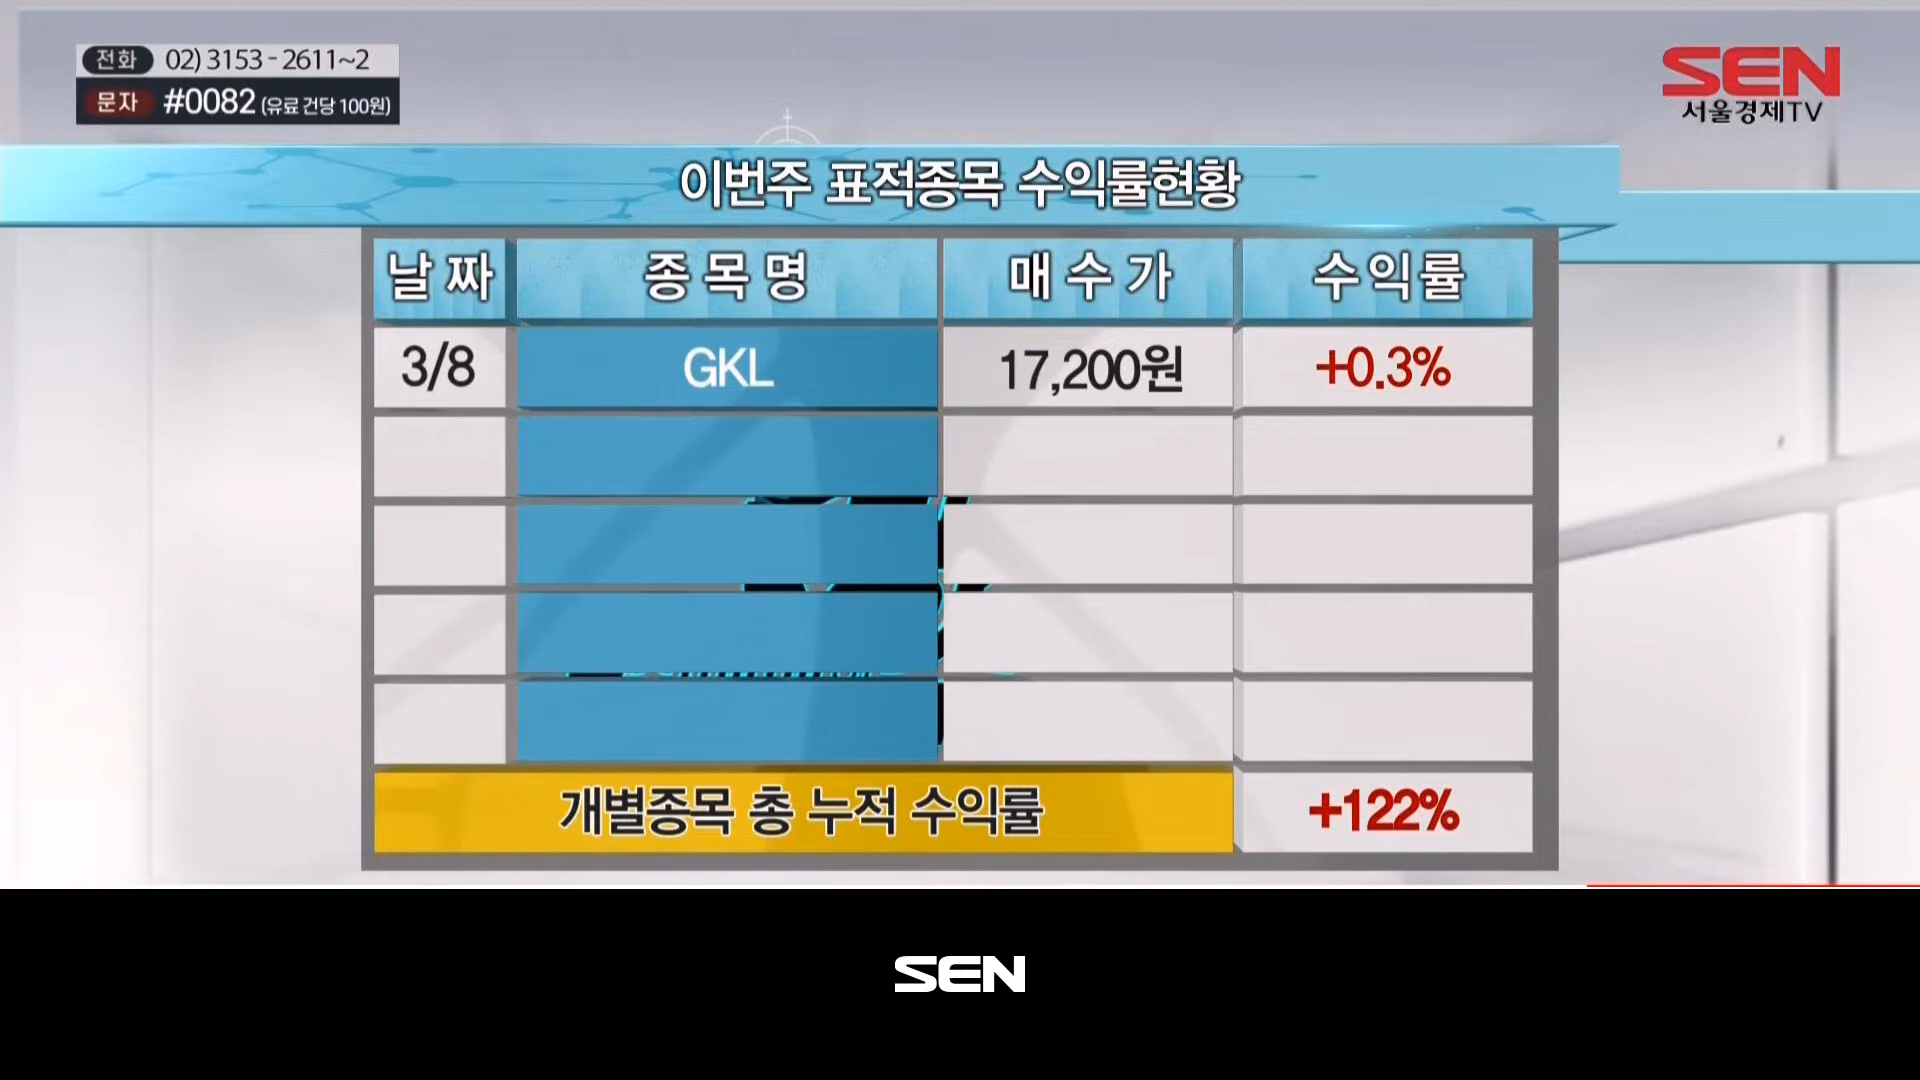 전화 02) 3153 - 2611~2
문자 #0082 (유료 건당 100원)
SEN
서울경제TV
이번주 표적종목 수익률현황
날짜 종목명 매수가 수익률
3/8 GKL 17,200원 +0.3%
개별종목 총 누적 수익률 +122%
SEN